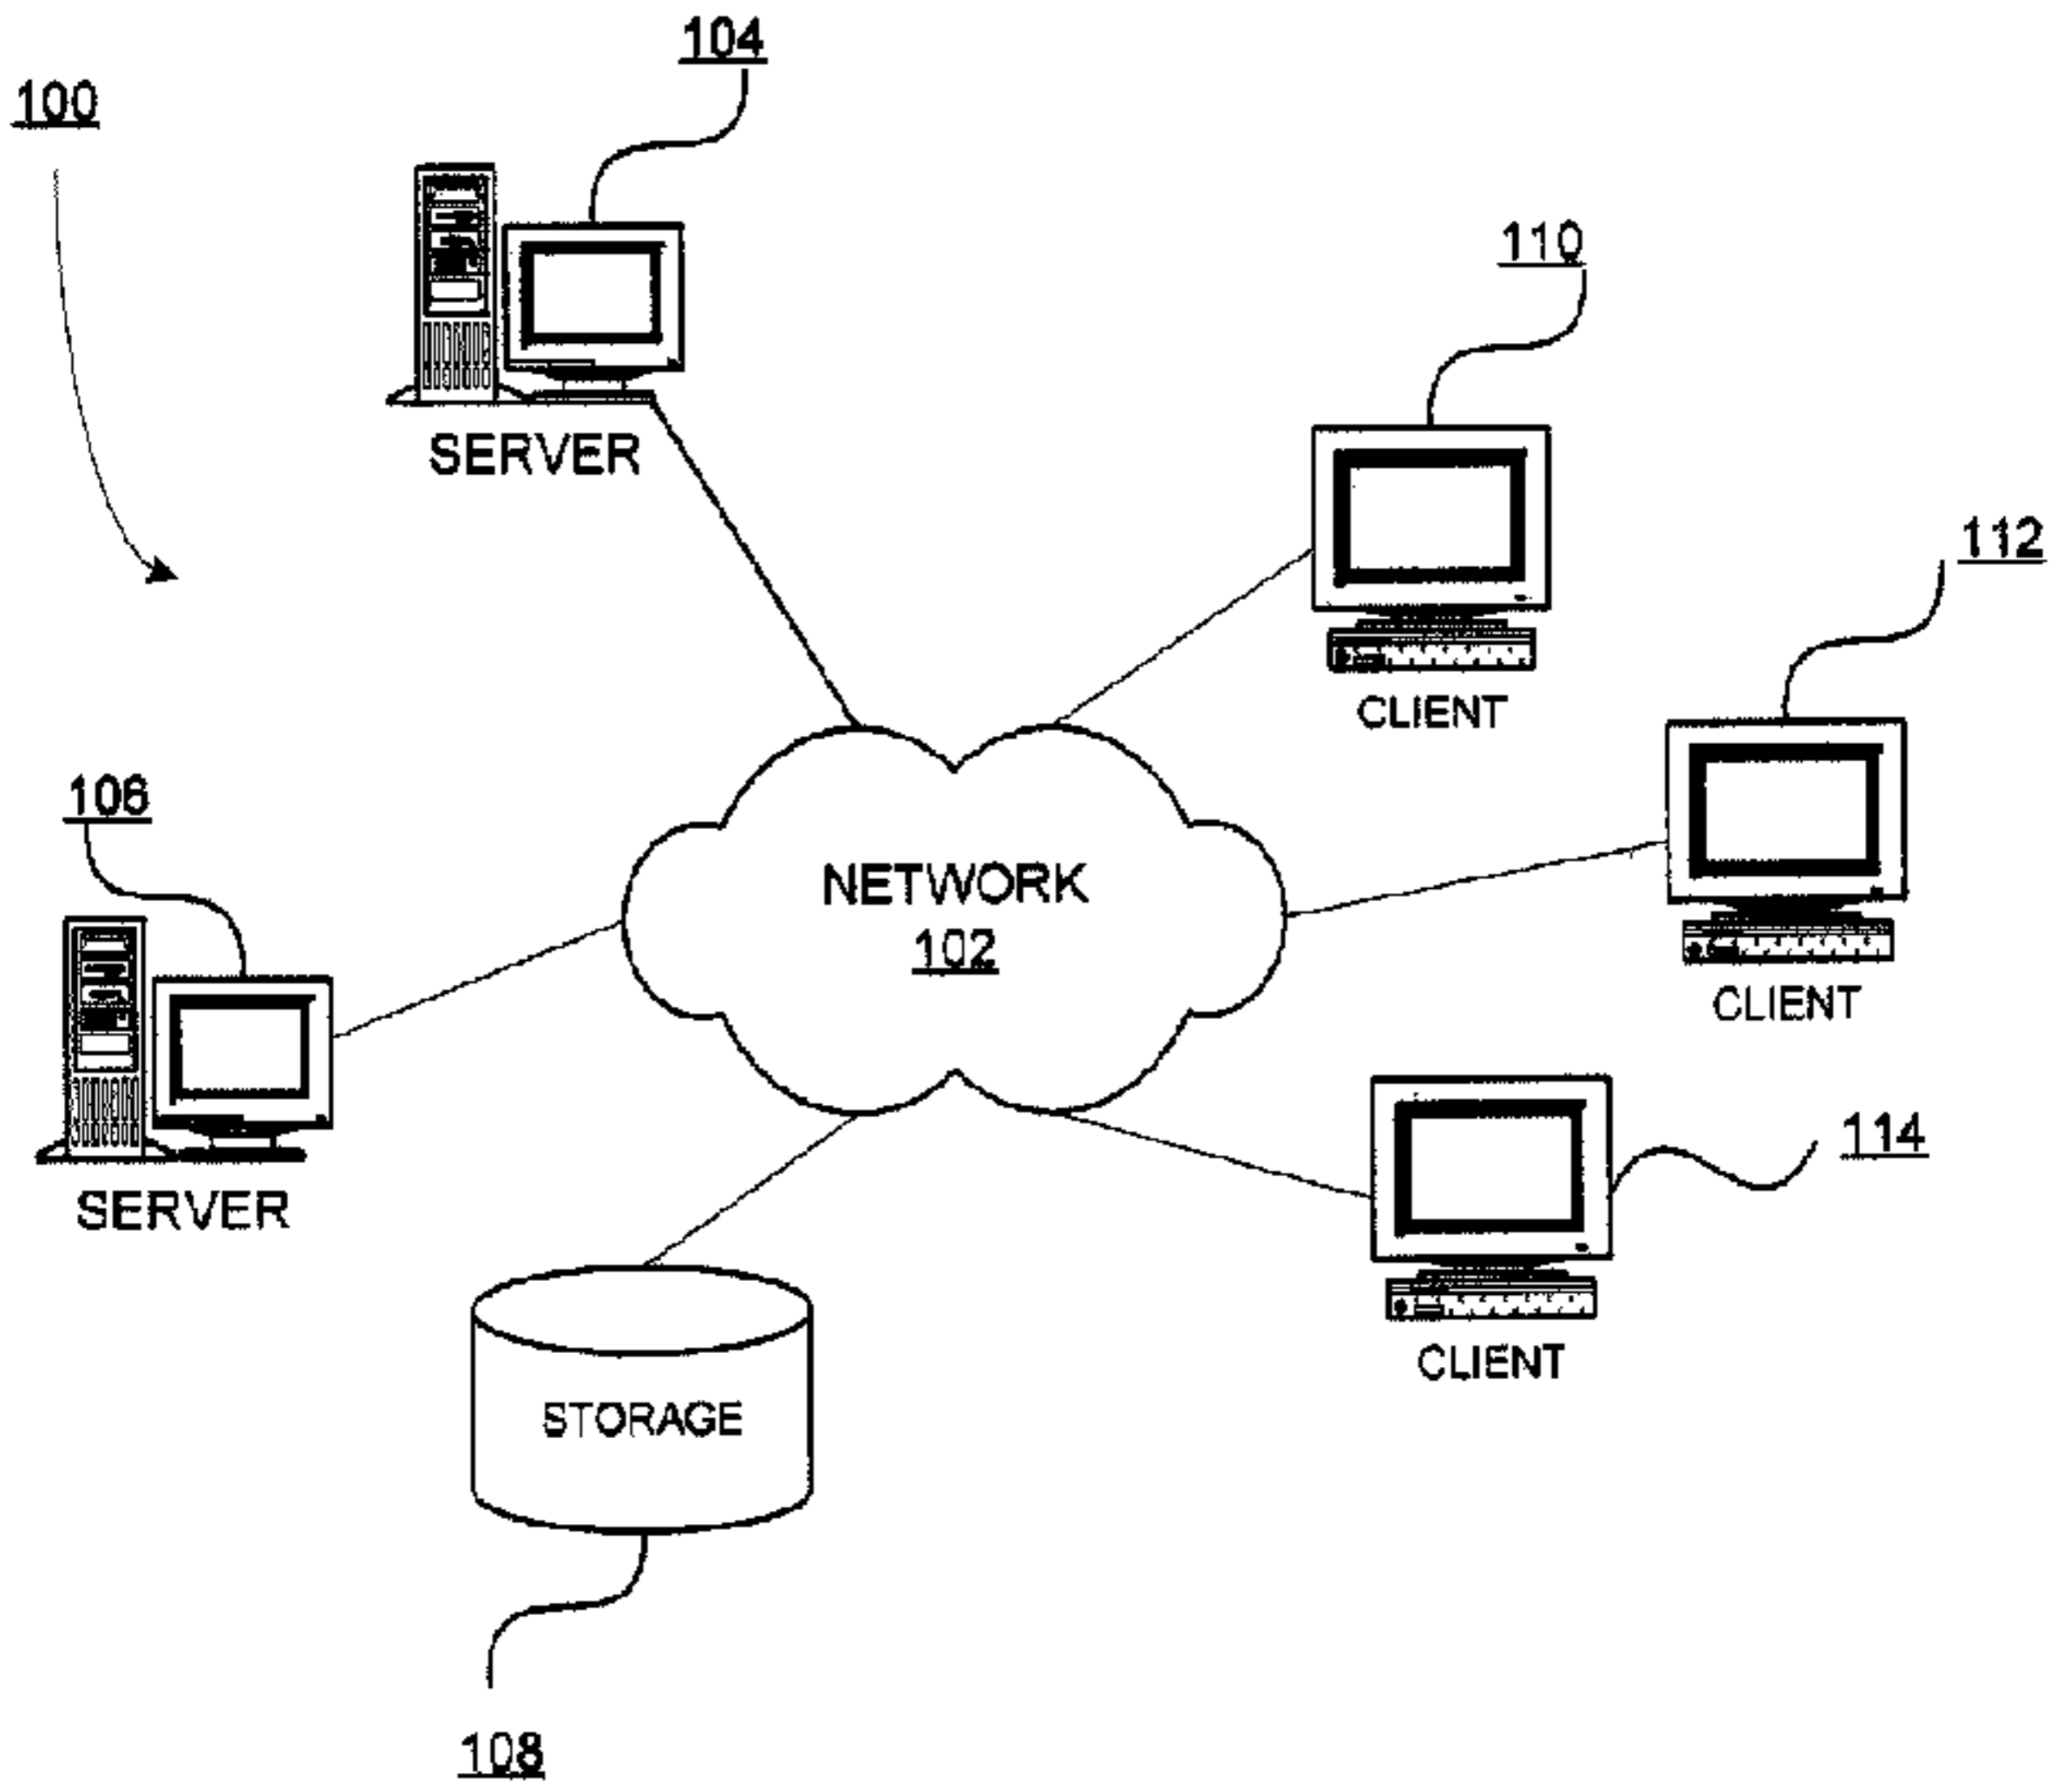 104
100
SERVER
110
CLIENT
112
CLIENT
106
SERVER
NETWORK
102
114
CLIENT
STORAGE
108